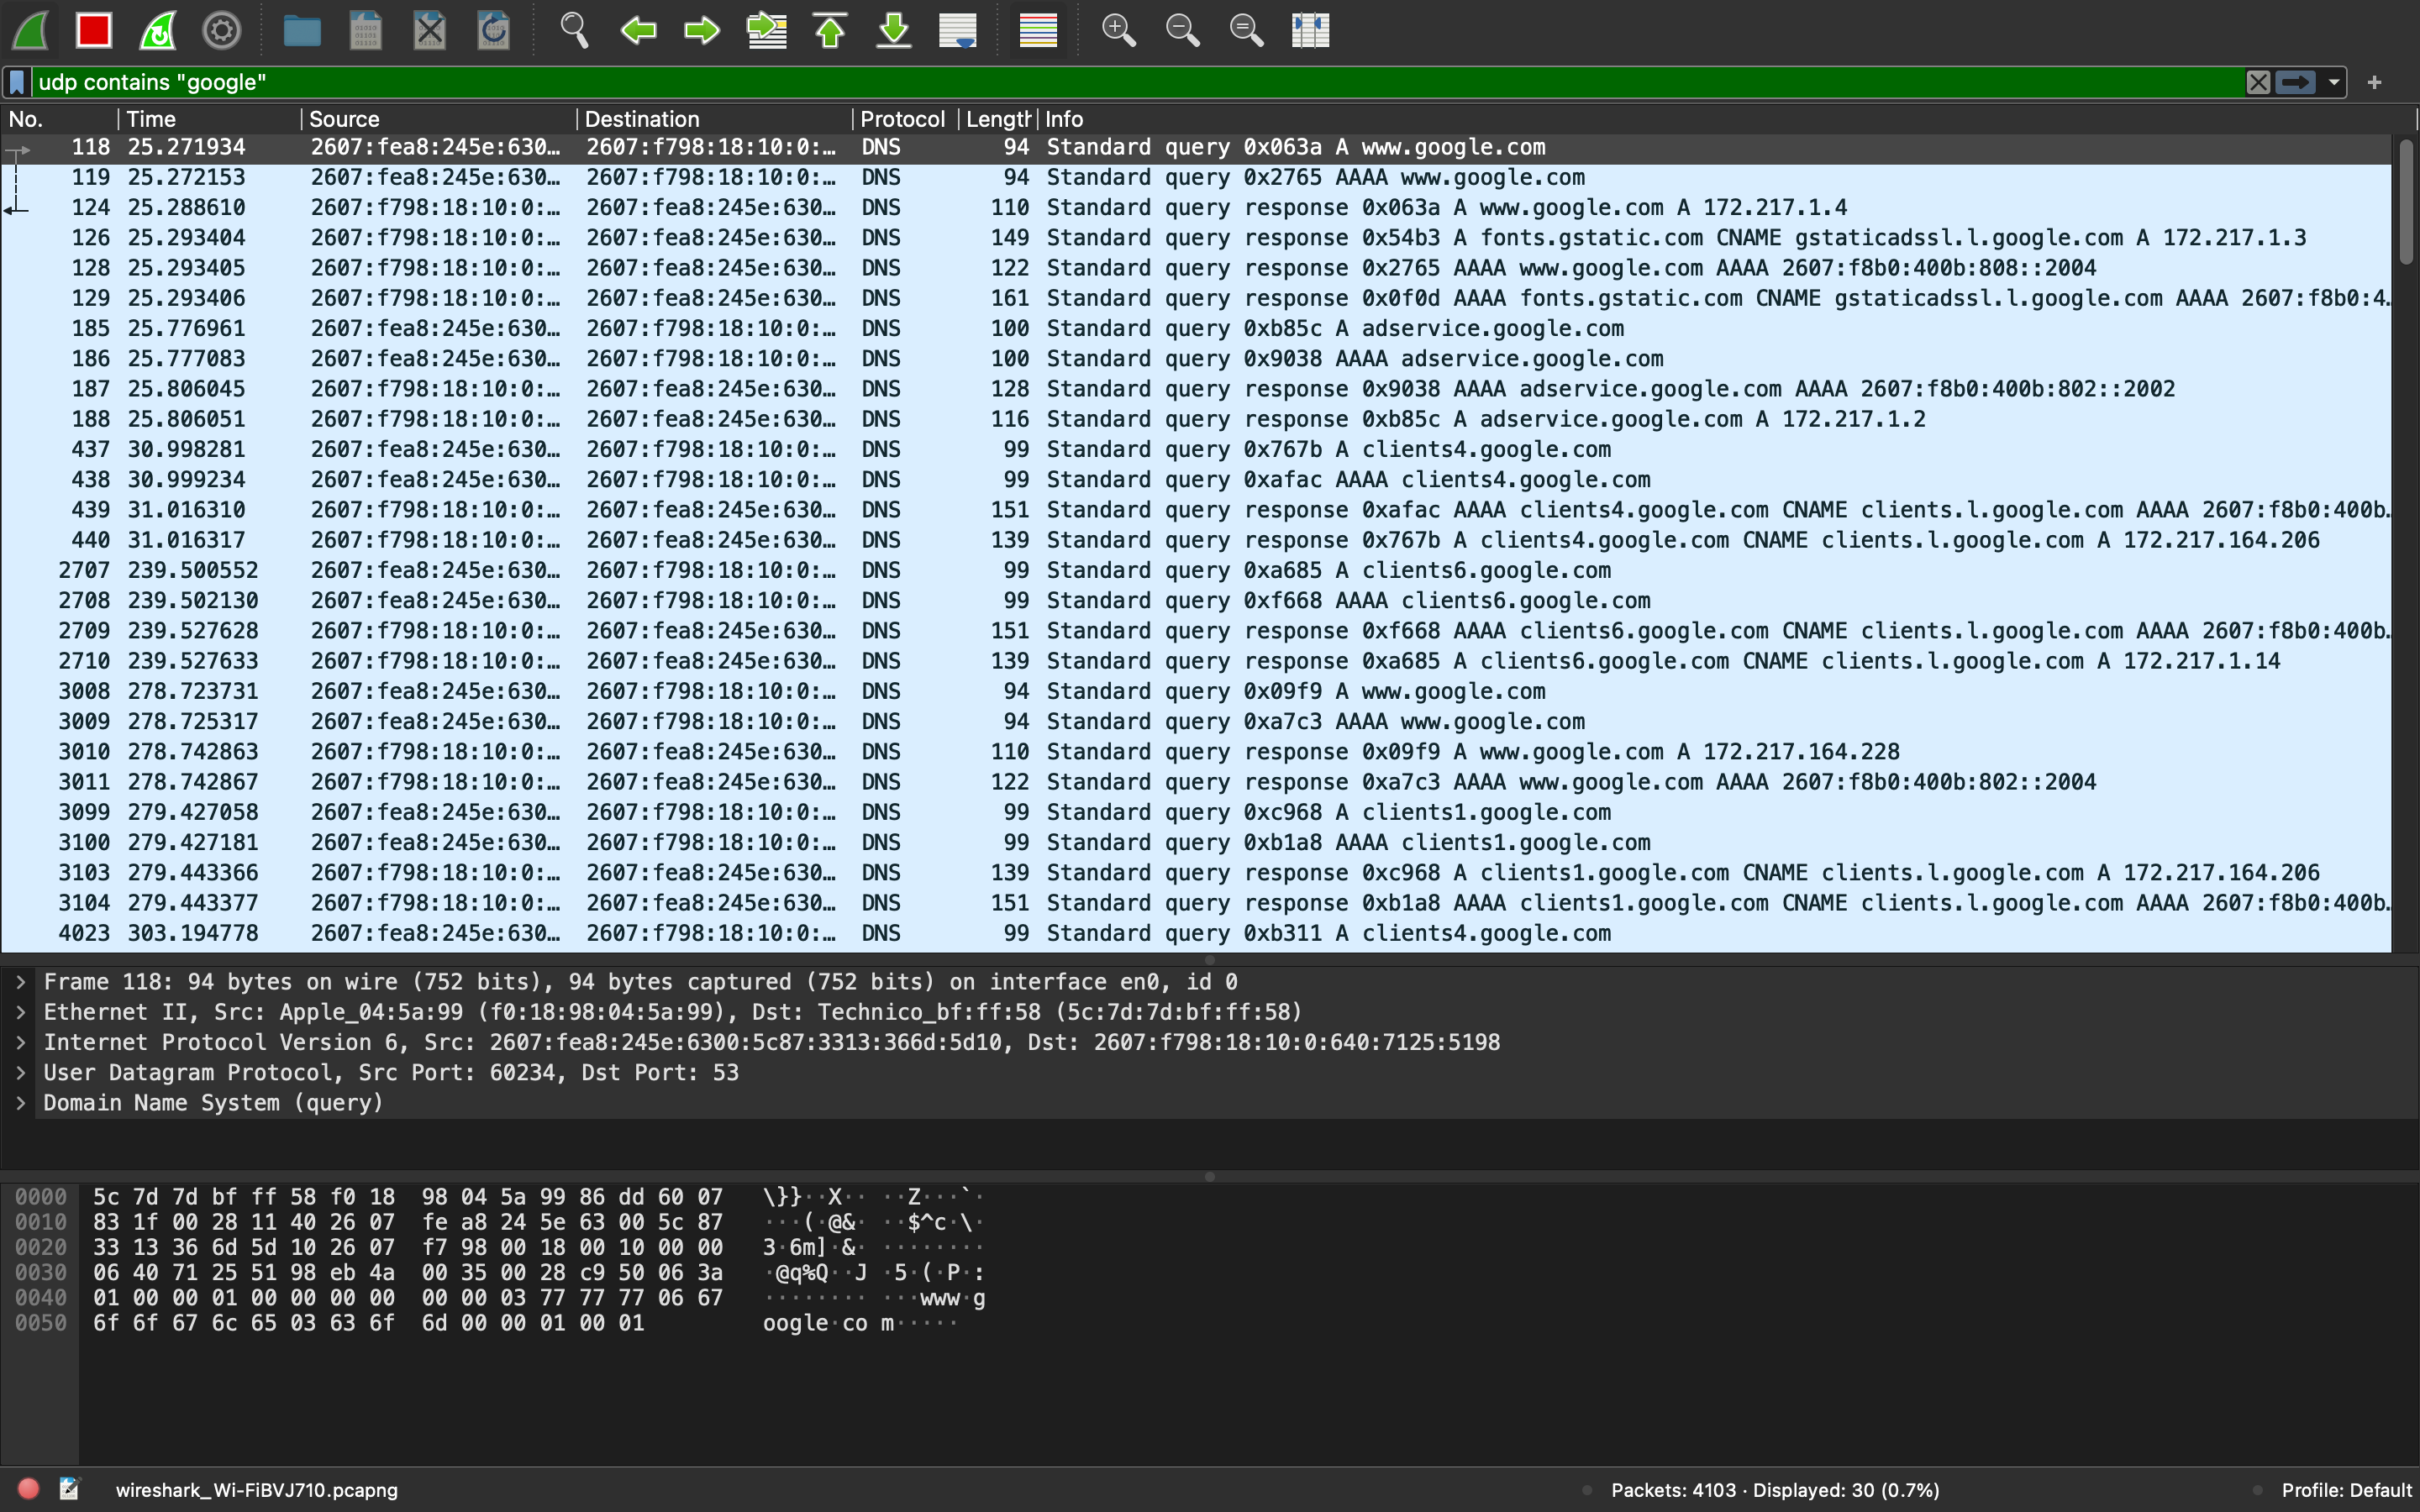 udp contains "google"
No. Time Source Destination Protocol Length Info
118 25.271934 2607:fea8:245e:630… 2607:f798:18:10:0:… DNS 94 Standard query 0x063a A www.google.com
119 25.272153 2607:fea8:245e:630… 2607:f798:18:10:0:… DNS 94 Standard query 0x2765 AAAA www.google.com
124 25.288610 2607:f798:18:10:0:… 2607:fea8:245e:630… DNS 110 Standard query response 0x063a A www.google.com A 172.217.1.4
126 25.293404 2607:f798:18:10:0:… 2607:fea8:245e:630… DNS 149 Standard query response 0x54b3 A fonts.gstatic.com CNAME gstaticadssl.l.google.com A 172.217.1.3
128 25.293405 2607:f798:18:10:0:… 2607:fea8:245e:630… DNS 122 Standard query response 0x2765 AAAA www.google.com AAAA 2607:f8b0:400b:808::2004
129 25.293406 2607:f798:18:10:0:… 2607:fea8:245e:630… DNS 161 Standard query response 0x0f0d AAAA fonts.gstatic.com CNAME gstaticadssl.l.google.com AAAA 2607:f8b0:4…
185 25.776961 2607:fea8:245e:630… 2607:f798:18:10:0:… DNS 100 Standard query 0xb85c A adservice.google.com
186 25.777083 2607:fea8:245e:630… 2607:f798:18:10:0:… DNS 100 Standard query 0x9038 AAAA adservice.google.com
187 25.806045 2607:f798:18:10:0:… 2607:fea8:245e:630… DNS 128 Standard query response 0x9038 AAAA adservice.google.com AAAA 2607:f8b0:400b:802::2002
188 25.806051 2607:f798:18:10:0:… 2607:fea8:245e:630… DNS 116 Standard query response 0xb85c A adservice.google.com A 172.217.1.2
437 30.998281 2607:fea8:245e:630… 2607:f798:18:10:0:… DNS 99 Standard query 0x767b A clients4.google.com
438 30.999234 2607:fea8:245e:630… 2607:f798:18:10:0:… DNS 99 Standard query 0xafac AAAA clients4.google.com
439 31.016310 2607:f798:18:10:0:… 2607:fea8:245e:630… DNS 151 Standard query response 0xafac AAAA clients4.google.com CNAME clients.l.google.com AAAA 2607:f8b0:400b…
440 31.016317 2607:f798:18:10:0:… 2607:fea8:245e:630… DNS 139 Standard query response 0x767b A clients4.google.com CNAME clients.l.google.com A 172.217.164.206
2707 239.500552 2607:fea8:245e:630… 2607:f798:18:10:0:… DNS 99 Standard query 0xa685 A clients6.google.com
2708 239.502130 2607:fea8:245e:630… 2607:f798:18:10:0:… DNS 99 Standard query 0xf668 AAAA clients6.google.com
2709 239.527628 2607:f798:18:10:0:… 2607:fea8:245e:630… DNS 151 Standard query response 0xf668 AAAA clients6.google.com CNAME clients.l.google.com AAAA 2607:f8b0:400b…
2710 239.527633 2607:f798:18:10:0:… 2607:fea8:245e:630… DNS 139 Standard query response 0xa685 A clients6.google.com CNAME clients.l.google.com A 172.217.1.14
3008 278.723731 2607:fea8:245e:630… 2607:f798:18:10:0:… DNS 94 Standard query 0x09f9 A www.google.com
3009 278.725317 2607:fea8:245e:630… 2607:f798:18:10:0:… DNS 94 Standard query 0xa7c3 AAAA www.google.com
3010 278.742863 2607:f798:18:10:0:… 2607:fea8:245e:630… DNS 110 Standard query response 0x09f9 A www.google.com A 172.217.164.228
3011 278.742867 2607:f798:18:10:0:… 2607:fea8:245e:630… DNS 122 Standard query response 0xa7c3 AAAA www.google.com AAAA 2607:f8b0:400b:802::2004
3099 279.427058 2607:fea8:245e:630… 2607:f798:18:10:0:… DNS 99 Standard query 0xc968 A clients1.google.com
3100 279.427181 2607:fea8:245e:630… 2607:f798:18:10:0:… DNS 99 Standard query 0xb1a8 AAAA clients1.google.com
3103 279.443366 2607:f798:18:10:0:… 2607:fea8:245e:630… DNS 139 Standard query response 0xc968 A clients1.google.com CNAME clients.l.google.com A 172.217.164.206
3104 279.443377 2607:f798:18:10:0:… 2607:fea8:245e:630… DNS 151 Standard query response 0xb1a8 AAAA clients1.google.com CNAME clients.l.google.com AAAA 2607:f8b0:400b…
4023 303.194778 2607:fea8:245e:630… 2607:f798:18:10:0:… DNS 99 Standard query 0xb311 A clients4.google.com
Frame 118: 94 bytes on wire (752 bits), 94 bytes captured (752 bits) on interface en0, id 0
Ethernet II, Src: Apple_04:5a:99 (f0:18:98:04:5a:99), Dst: Technico_bf:ff:58 (5c:7d:7d:bf:ff:58)
Internet Protocol Version 6, Src: 2607:fea8:245e:6300:5c87:3313:366d:5d10, Dst: 2607:f798:18:10:0:640:7125:5198
User Datagram Protocol, Src Port: 60234, Dst Port: 53
Domain Name System (query)
0000 5c 7d 7d bf ff 58 f0 18 98 04 5a 99 86 dd 60 07 \}}··X·· ··Z···`·
0010 83 1f 00 28 11 40 26 07 fe a8 24 5e 63 00 5c 87 ···(·@&· ··$^c·\·
0020 33 13 36 6d 5d 10 26 07 f7 98 00 18 00 10 00 00 3·6m]·&· ········
0030 06 40 71 25 51 98 eb 4a 00 35 00 28 c9 50 06 3a ·@q%Q··J ·5·(·P·:
0040 01 00 00 01 00 00 00 00 00 00 03 77 77 77 06 67 ········ ···www·g
0050 6f 6f 67 6c 65 03 63 6f 6d 00 00 01 00 01 oogle·co m·····
wireshark_Wi-FiBVJ710.pcapng Packets: 4103 · Displayed: 30 (0.7%) Profile: Default